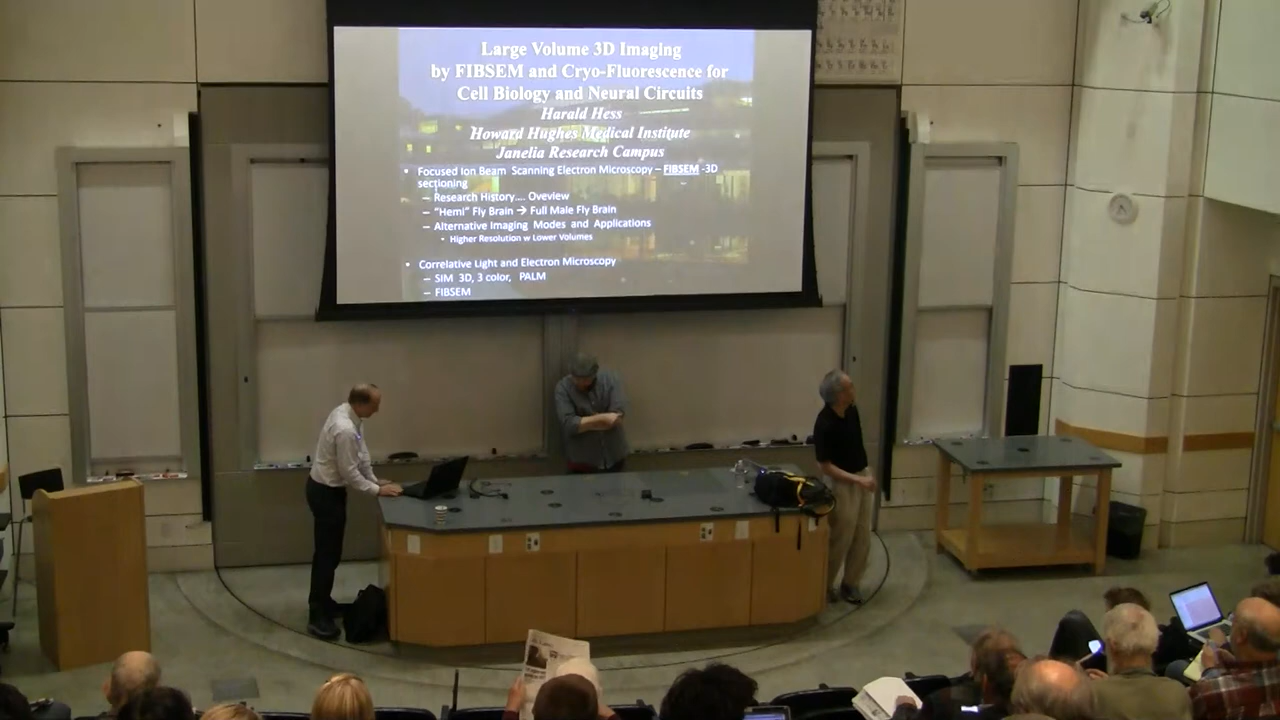 Large Volume 3D Imaging
by FIBSEM and Cryo-Fluorescence for
Cell Biology and Neural Circuits
Harald Hess
Howard Hughes Medical Institute
Janelia Research Campus
• Focused Ion Beam Scanning Electron Microscopy – FIBSEM -3D
sectioning
– Research History.... Oveview
– "Hemi" Fly Brain → Full Male Fly Brain
– Alternative Imaging Modes and Applications
• Higher Resolution w Lower Volumes
• Correlative Light and Electron Microscopy
– SIM 3D, 3 color, PALM
– FIBSEM